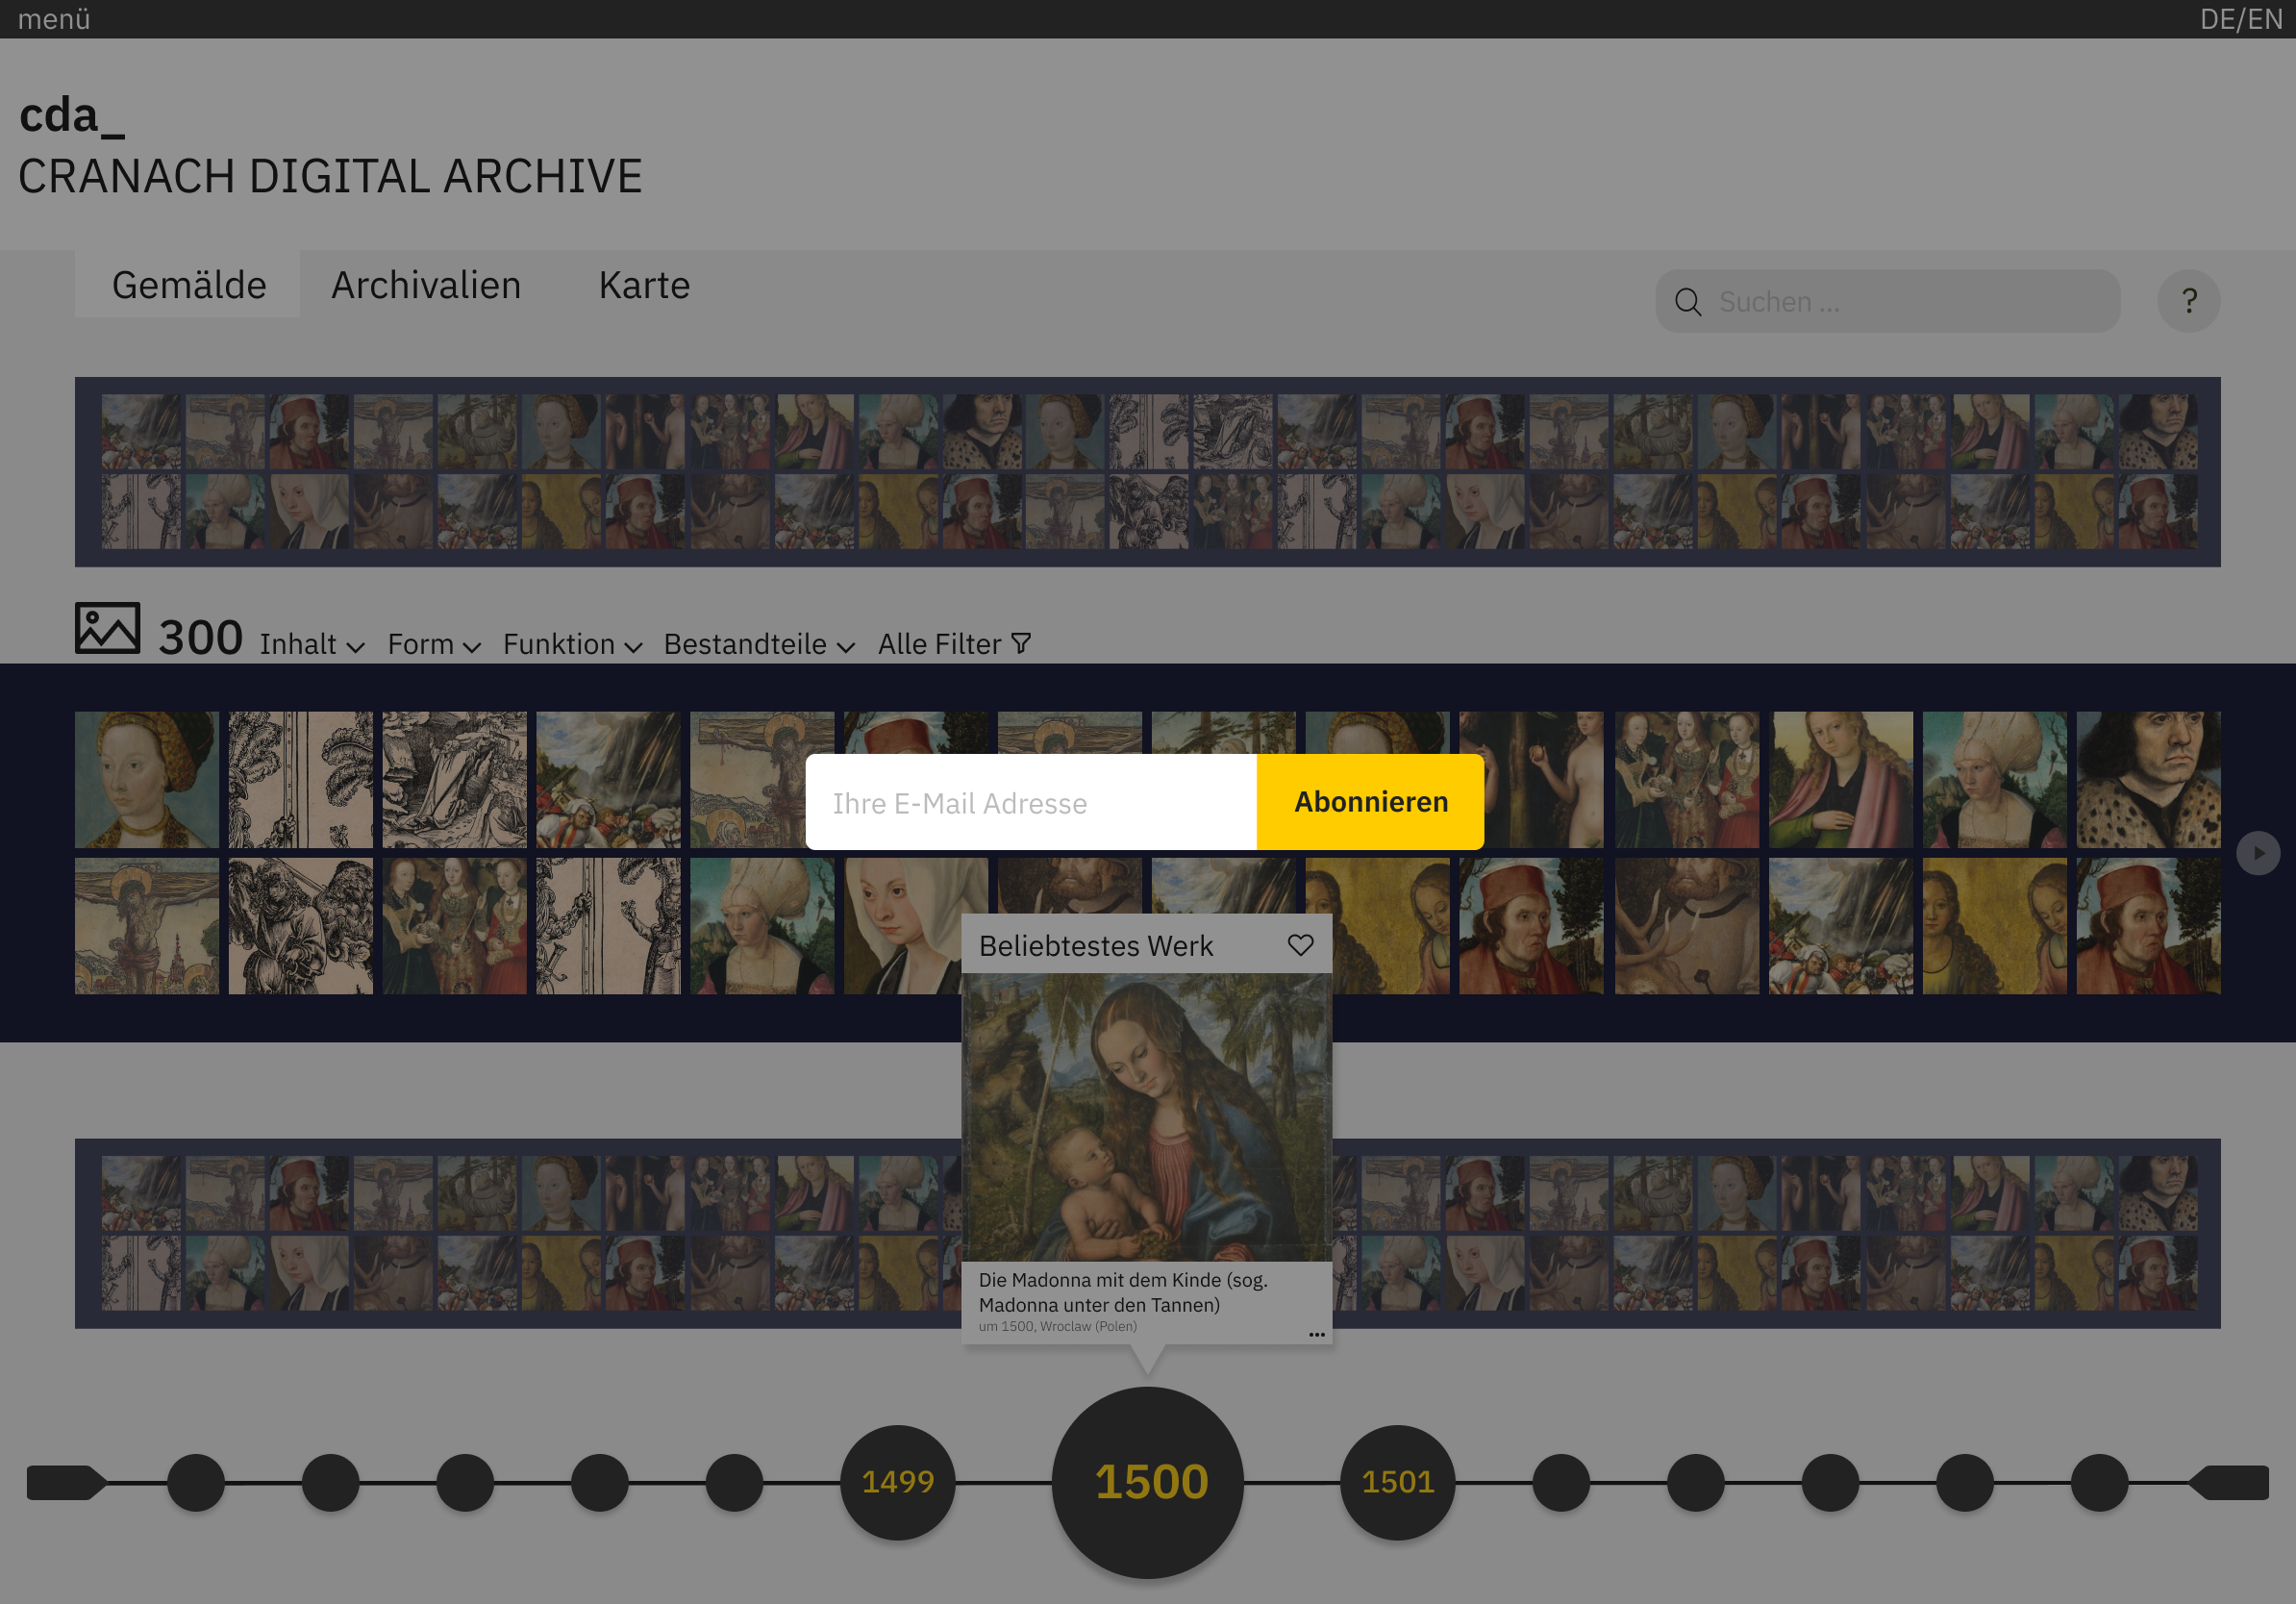 menü
DE/EN
cda_
CRANACH DIGITAL ARCHIVE
Gemälde
Archivalien
Karte
Suchen ...
?
300 Inhalt Form Funktion Bestandteile Alle Filter
Ihre E-Mail Adresse
Abonnieren
Beliebtestes Werk
Die Madonna mit dem Kinde (sog.
Madonna unter den Tannen)
um 1500, Wroclaw (Polen)
1499
1500
1501